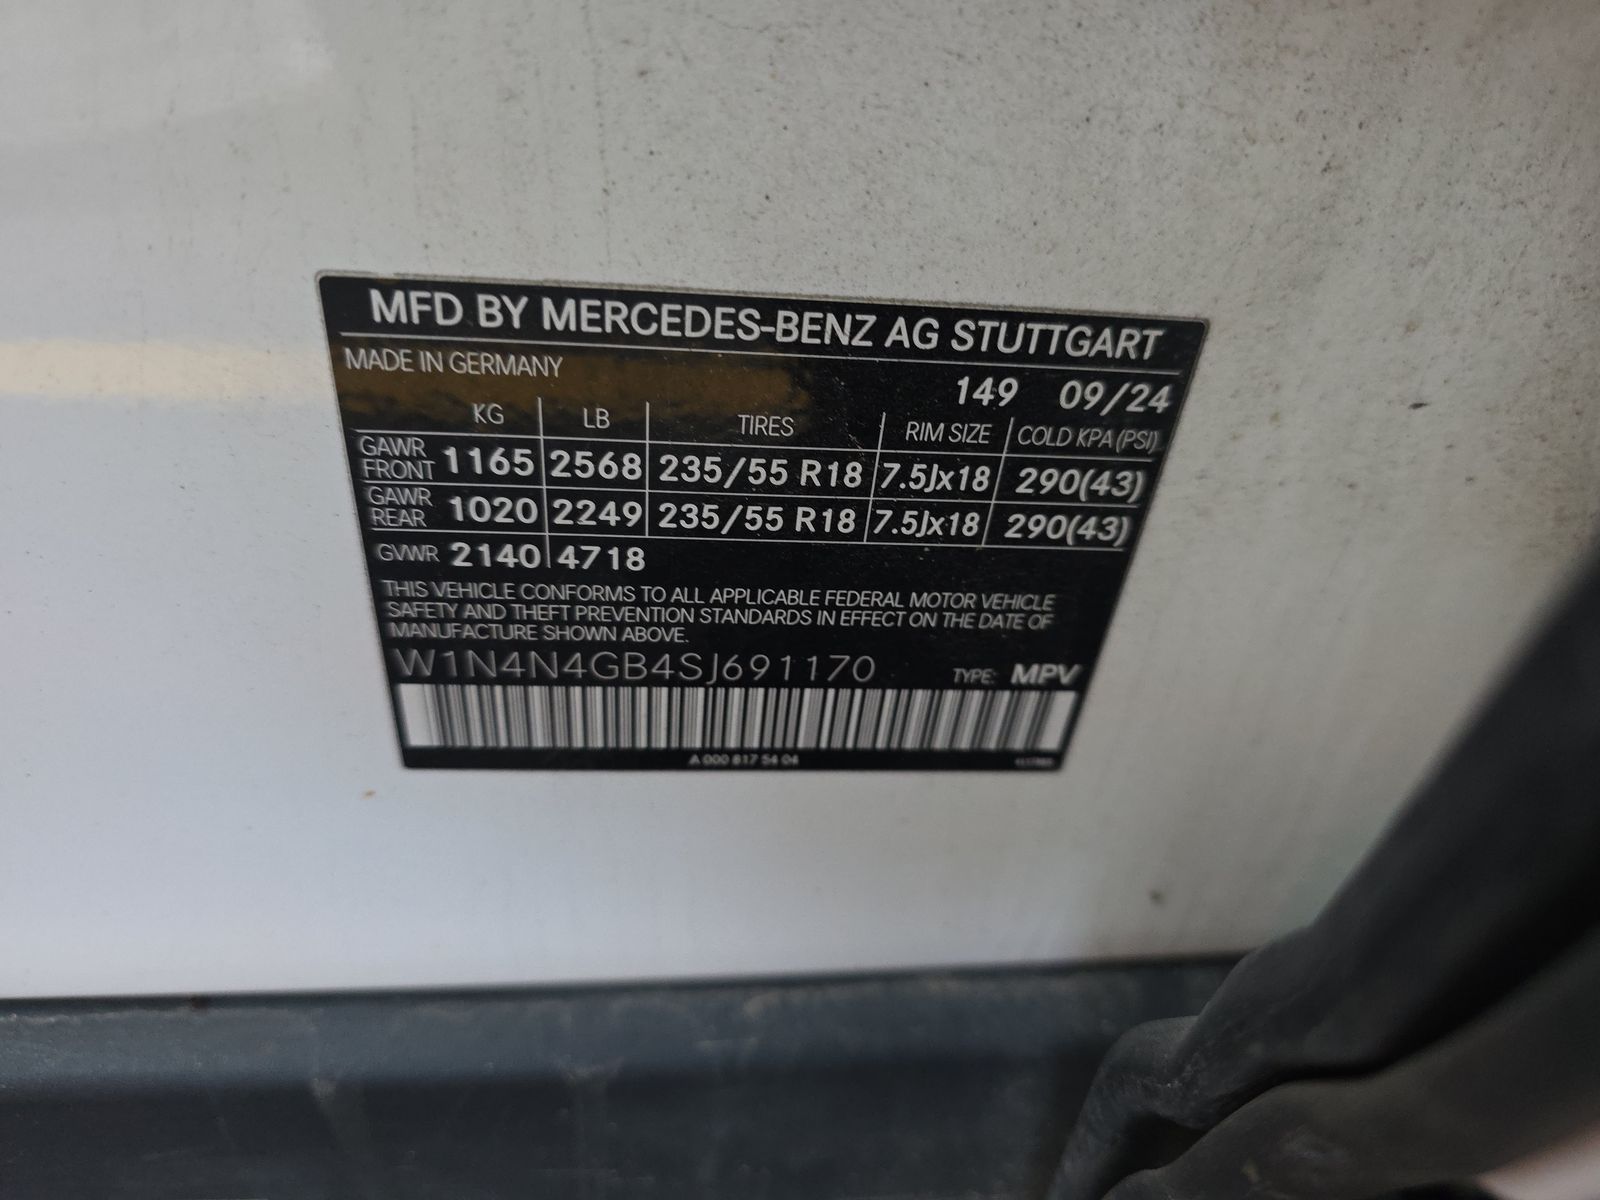 MFD BY MERCEDES-BENZ AG STUTTGART
MADE IN GERMANY
149 09/24
KG LB TIRES RIM SIZE COLD KPA (PSI)
GAWR FRONT 1165 2568 235/55 R18 7.5Jx18 290(43)
GAWR REAR 1020 2249 235/55 R18 7.5Jx18 290(43)
GVWR 2140 4718
THIS VEHICLE CONFORMS TO ALL APPLICABLE FEDERAL MOTOR VEHICLE
SAFETY AND THEFT PREVENTION STANDARDS IN EFFECT ON THE DATE OF
MANUFACTURE SHOWN ABOVE.
W1N4N4GB4SJ691170 TYPE: MPV
A 000 817 54 04